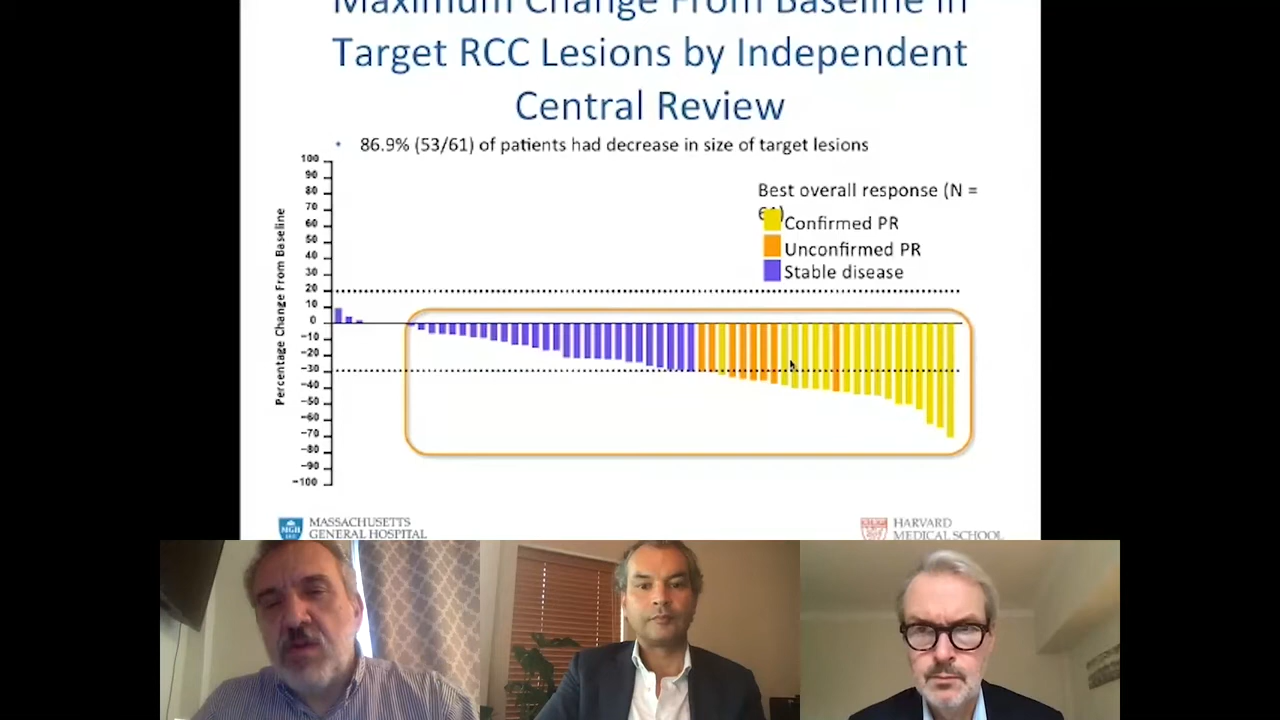 Maximum Change From Baseline in
Target RCC Lesions by Independent
Central Review
• 86.9% (53/61) of patients had decrease in size of target lesions
Percentage Change From Baseline
100
90
80
70
60
50
40
30
20
10
0
−10
−20
−30
−40
−50
−60
−70
−80
−90
−100
Best overall response (N =
61)
Confirmed PR
Unconfirmed PR
Stable disease
MGH
MASSACHUSETTS
GENERAL HOSPITAL
HARVARD
MEDICAL SCHOOL